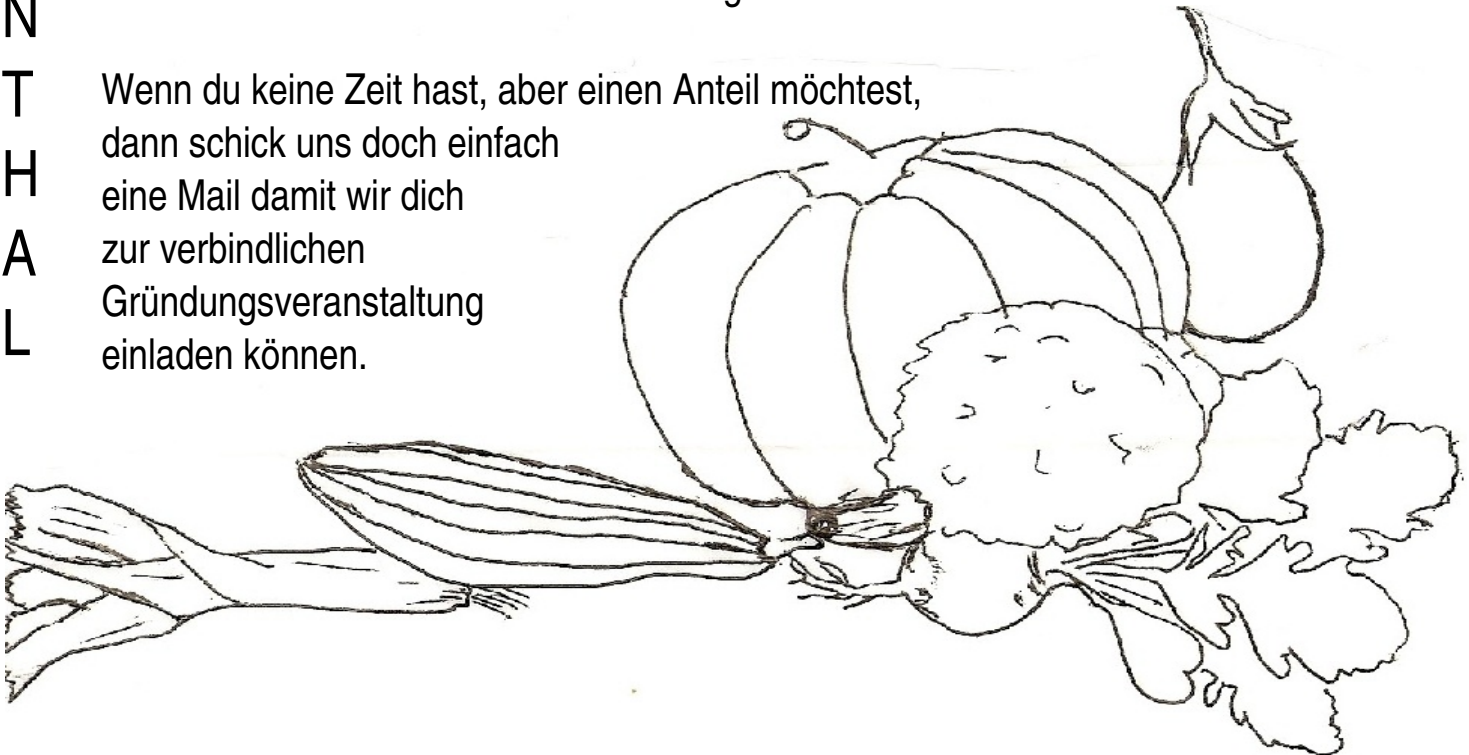 N
T
H
A
L
Wenn du keine Zeit hast, aber einen Anteil möchtest,
dann schick uns doch einfach
eine Mail damit wir dich
zur verbindlichen
Gründungsveranstaltung
einladen können.